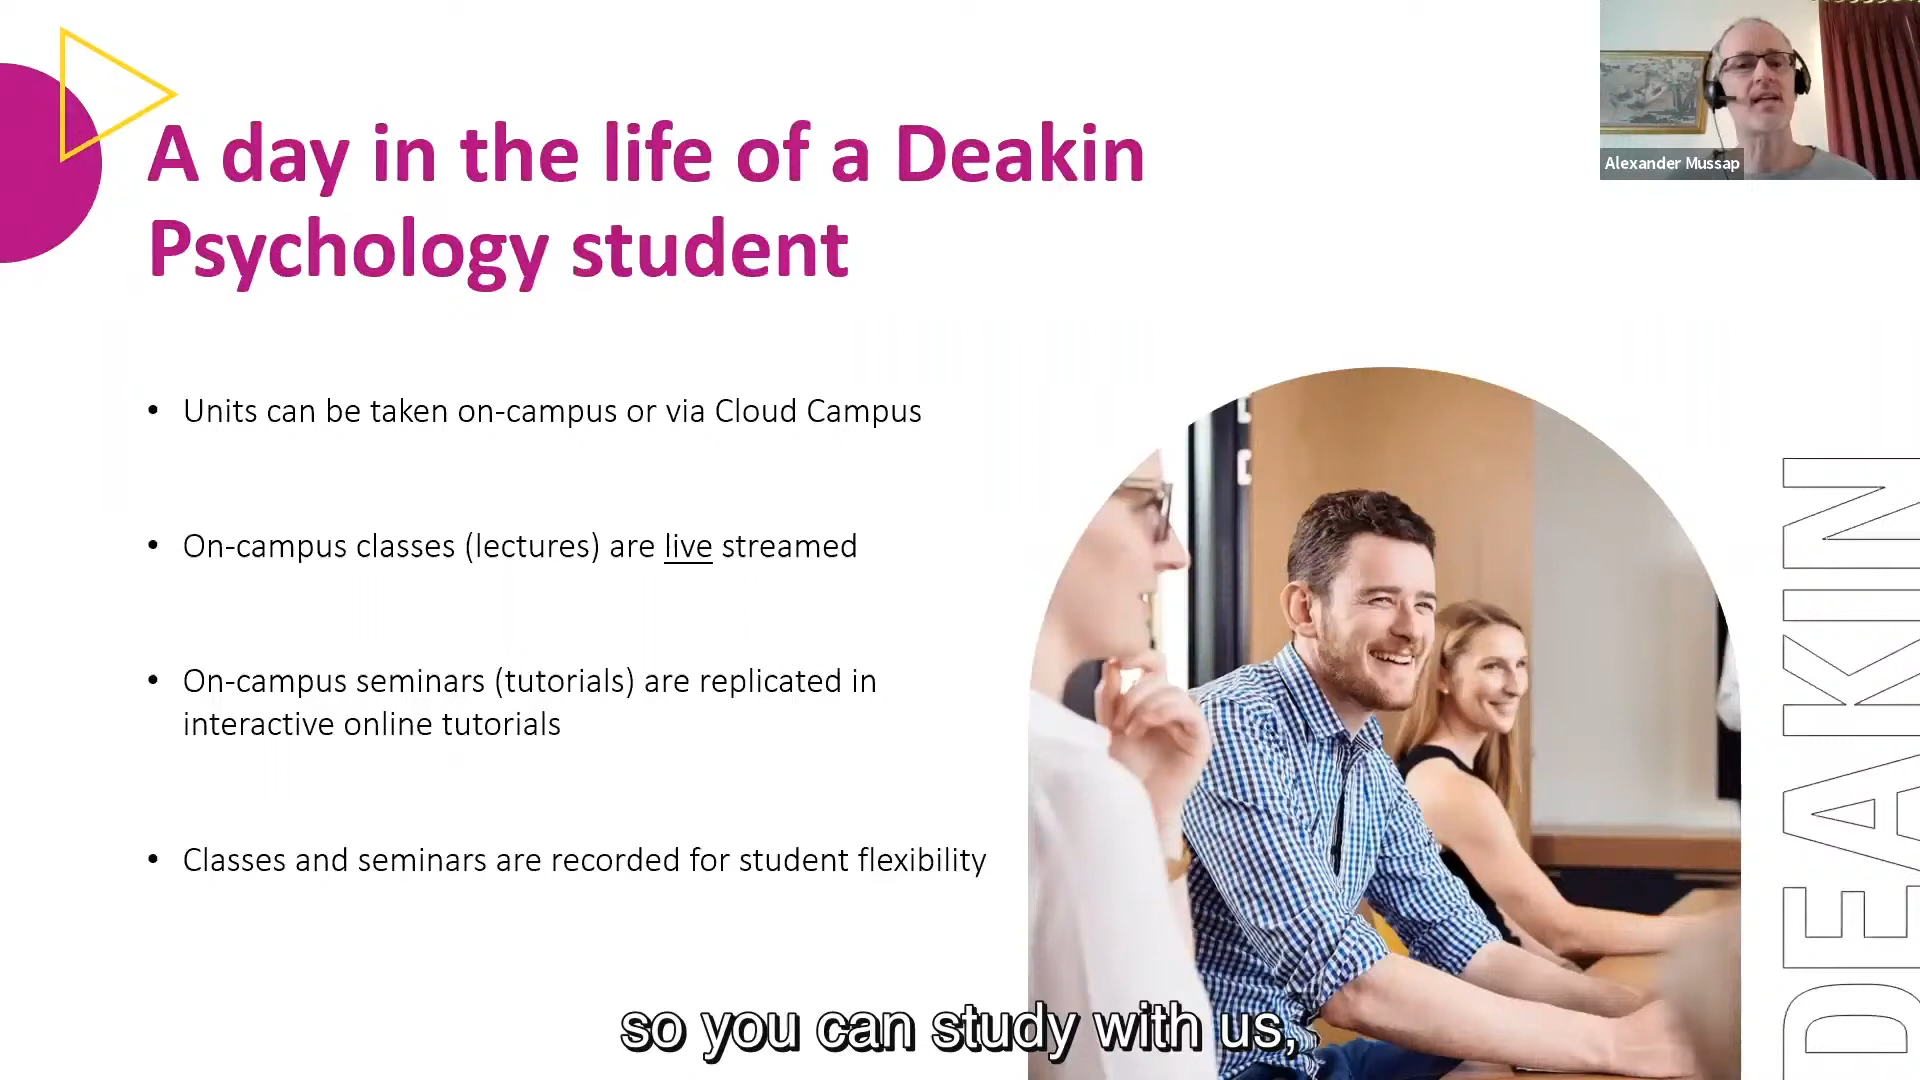 A day in the life of a Deakin
Psychology student
Alexander Mussap
• Units can be taken on-campus or via Cloud Campus
• On-campus classes (lectures) are live streamed
• On-campus seminars (tutorials) are replicated in
interactive online tutorials
• Classes and seminars are recorded for student flexibility
DEAKIN
so you can study with us,